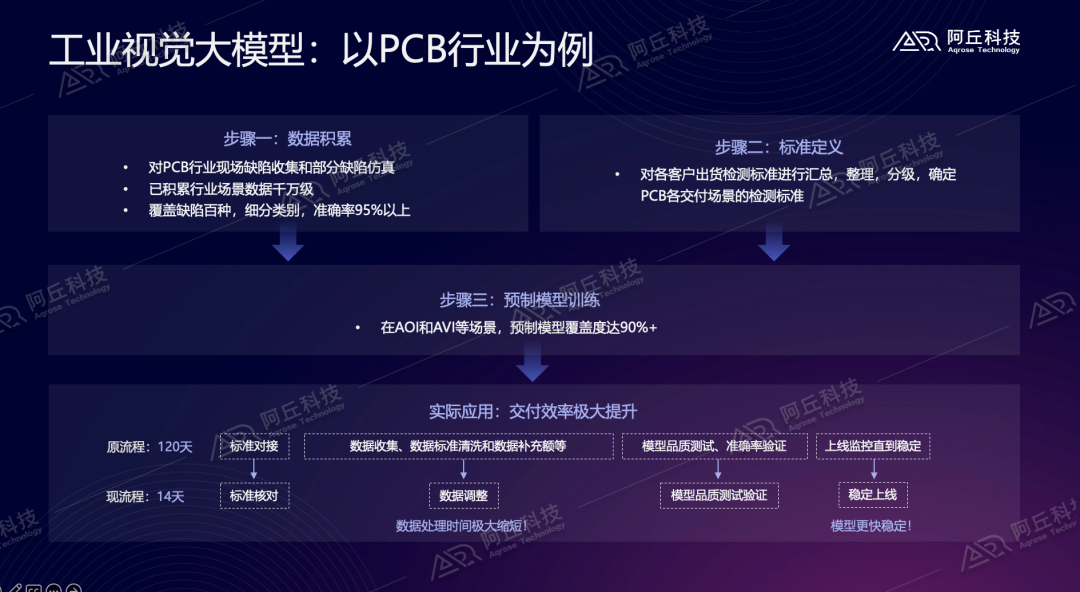 工业视觉大模型：以PCB行业为例
阿丘科技
Aqrose Technology
步骤一：数据积累
• 对PCB行业现场缺陷收集和部分缺陷仿真
• 已积累行业场景数据千万级
• 覆盖缺陷百种，细分类别，准确率95%以上
步骤二：标准定义
• 对各客户出货检测标准进行汇总，整理，分级，确定
PCB各交付场景的检测标准
步骤三：预制模型训练
• 在AOI和AVI等场景，预制模型覆盖度达90%+
实际应用：交付效率极大提升
原流程：120天 标准对接 数据收集、数据标准清洗和数据补充额等 模型品质测试、准确率验证 上线监控直到稳定
现流程：14天 标准核对 数据调整 模型品质测试验证 稳定上线
数据处理时间极大缩短！ 模型更快稳定！